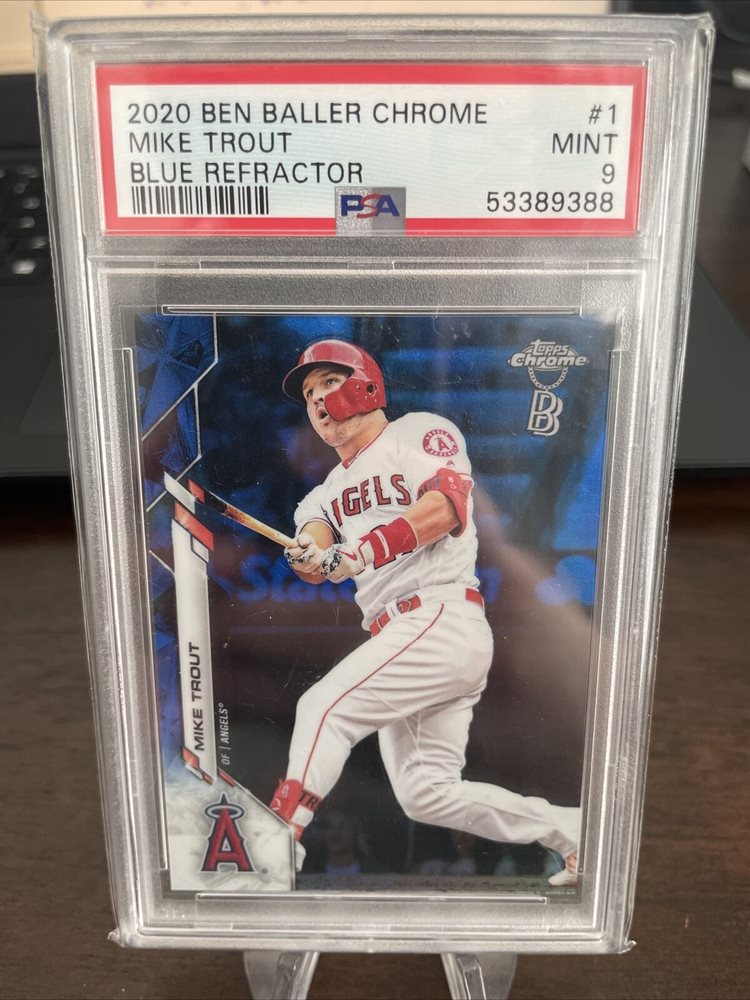 2020 BEN BALLER CHROME #1
MIKE TROUT MINT
BLUE REFRACTOR 9
PSA 53389388
Topps
Chrome
BB
ANGELS
MIKE TROUT
OF | ANGELS®
A